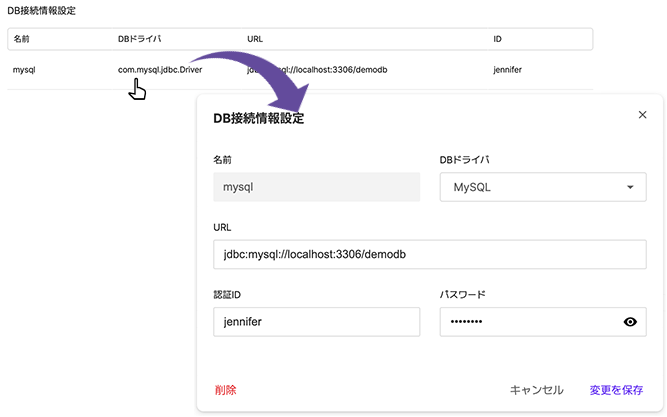 DB接続情報設定
名前 DBドライバ URL ID
mysql com.mysql.jdbc.Driver jdbc:mysql://localhost:3306/demodb jennifer
DB接続情報設定
名前 DBドライバ
mysql MySQL
URL
jdbc:mysql://localhost:3306/demodb
認証ID パスワード
jennifer ••••••••
削除 キャンセル 変更を保存